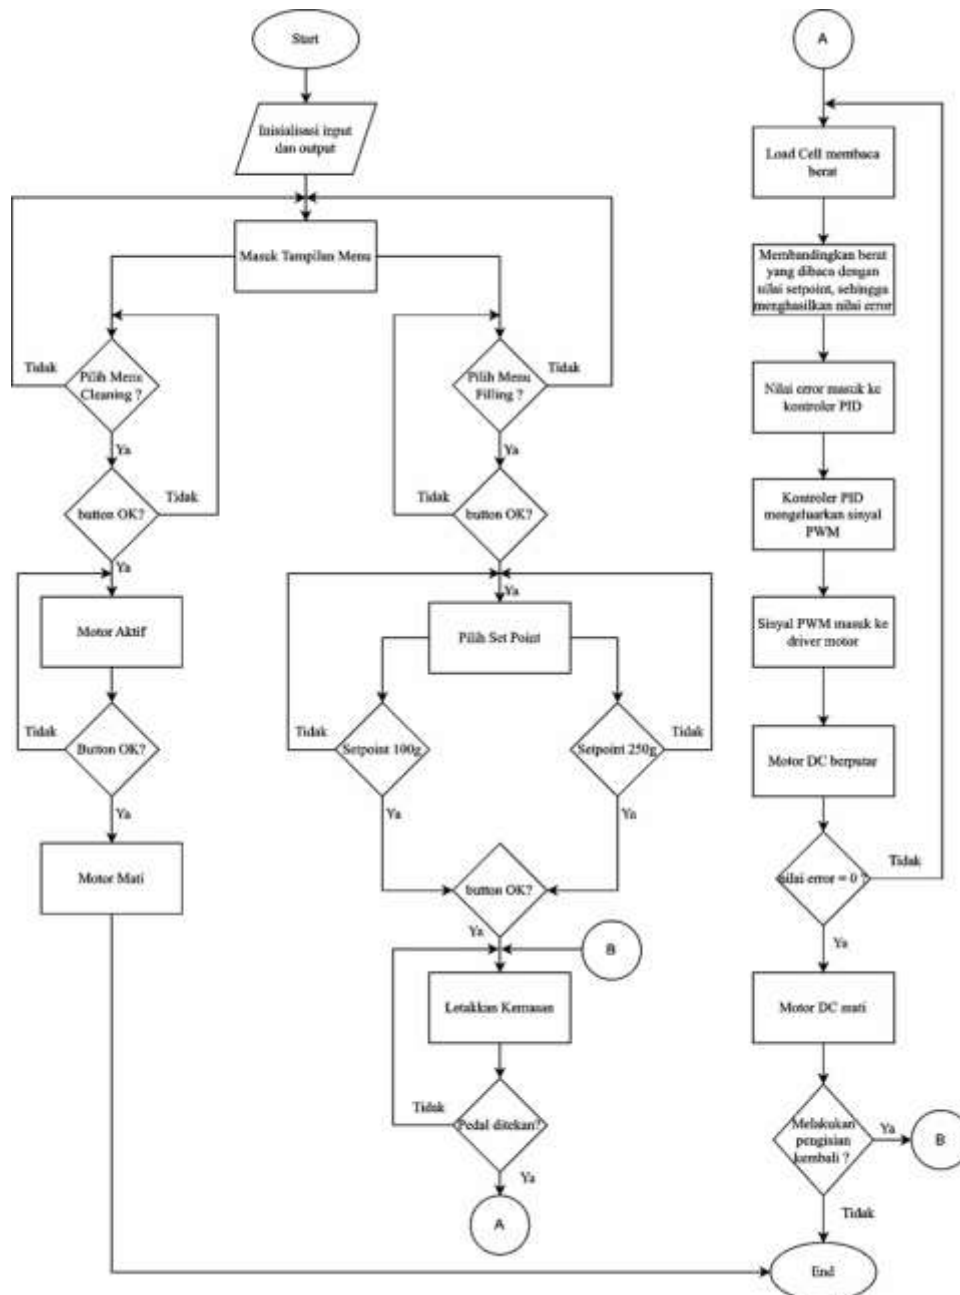 Start
Inisialisasi input
dan output
Masuk Tampilan Menu
Tidak
Pilih Menu
Cleaning ?
Ya
button OK?
Tidak
Ya
Motor Aktif
Tidak
Button OK?
Ya
Motor Mati
Pilih Menu
Filling ?
Tidak
Ya
Tidak
button OK?
Ya
Pilih Set Point
Tidak
Setpoint 100g
Ya
Setpoint 250g
Tidak
Ya
button OK?
Ya
B
Letakkan Kemasan
Tidak
Pedal ditekan?
Ya
A
A
Load Cell membaca
berat
Membandingkan berat
yang dibaca dengan
nilai setpoint, sehingga
menghasilkan nilai error
Nilai error masuk ke
kontroler PID
Kontroler PID
mengeluarkan sinyal
PWM
Sinyal PWM masuk ke
driver motor
Motor DC berputar
nilai error = 0 ?
Tidak
Ya
Motor DC mati
Melakukan
pengisian
kembali ?
Ya
B
Tidak
End